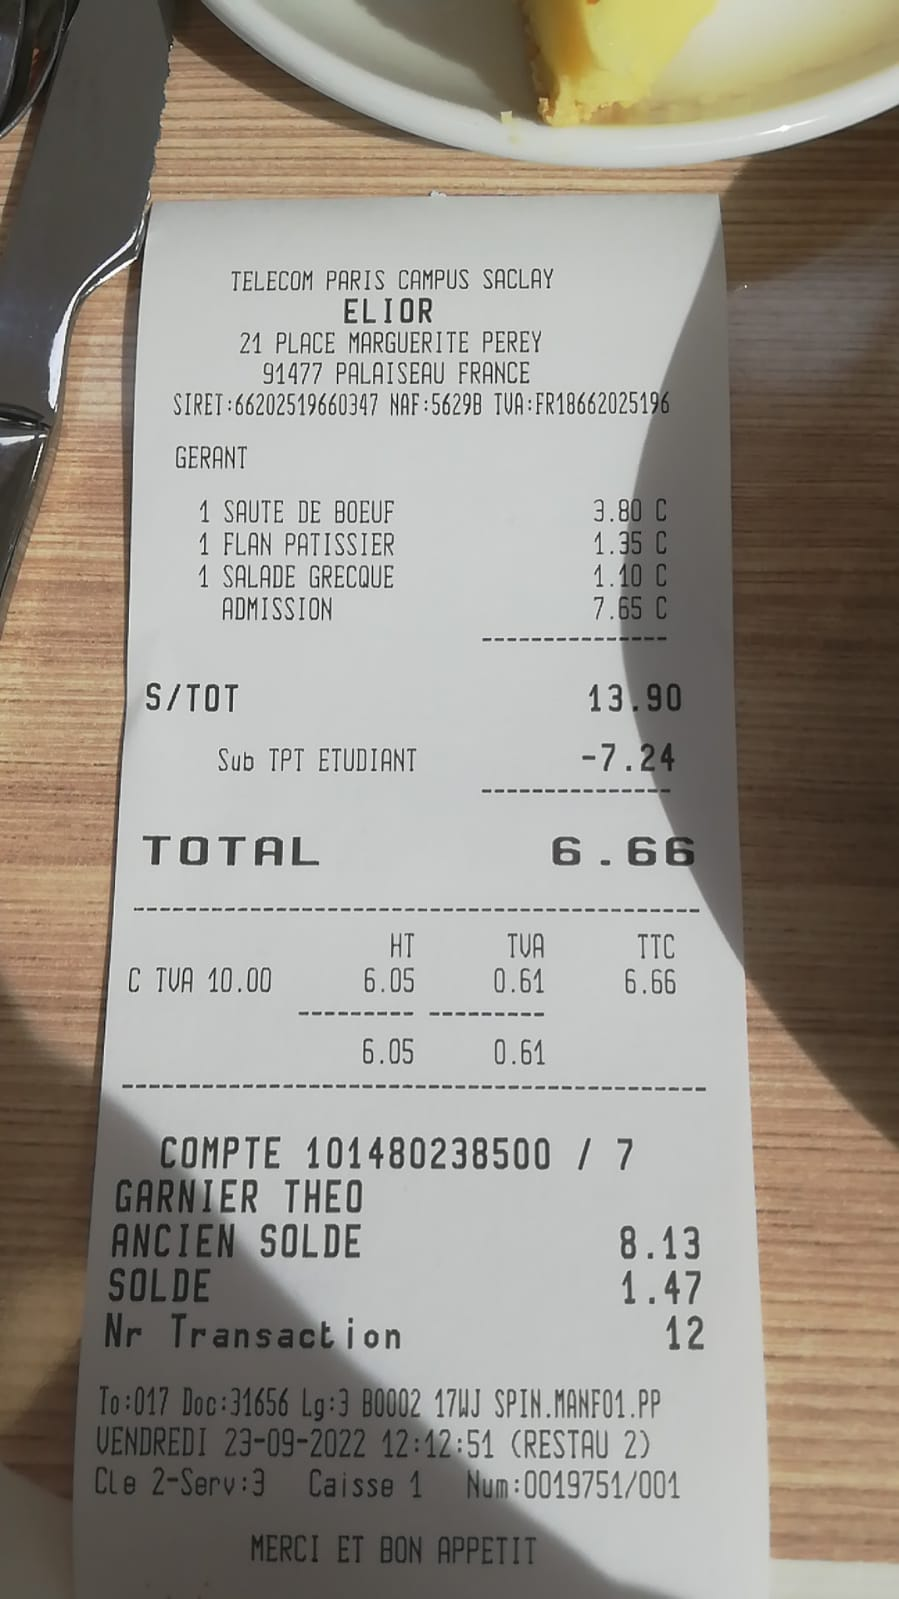 TELECOM PARIS CAMPUS SACLAY
ELIOR
21 PLACE MARGUERITE PEREY
91477 PALAISEAU FRANCE
SIRET:66202519660347 NAF:5629B TVA:FR18662025196
GERANT
1 SAUTE DE BOEUF 3.80 C
1 FLAN PATISSIER 1.35 C
1 SALADE GRECQUE 1.10 C
ADMISSION 7.65 C
S/TOT 13.90
Sub TPT ETUDIANT -7.24
TOTAL 6.66
HT TVA TTC
C TVA 10.00 6.05 0.61 6.66
6.05 0.61
COMPTE 101480238500 / 7
GARNIER THEO
ANCIEN SOLDE 8.13
SOLDE 1.47
Nr Transaction 12
To:017 Doc:31656 Lg:3 B0002 17WJ SPIN.MANF01.PP
VENDREDI 23-09-2022 12:12:51 (RESTAU 2)
Cle 2-Serv:3 Caisse 1 Num:0019751/001
MERCI ET BON APPETIT